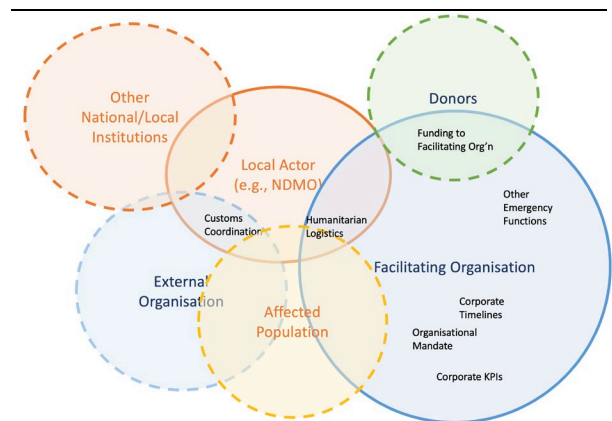 Other
National/Local
Institutions
Donors
Funding to
Facilitating Org'n
Local Actor
(e.g., NDMO)
Other
Emergency
Functions
Customs
Coordination
Humanitarian
Logistics
External
Organisation
Facilitating Organisation
Affected
Population
Corporate
Timelines
Organisational
Mandate
Corporate KPIs